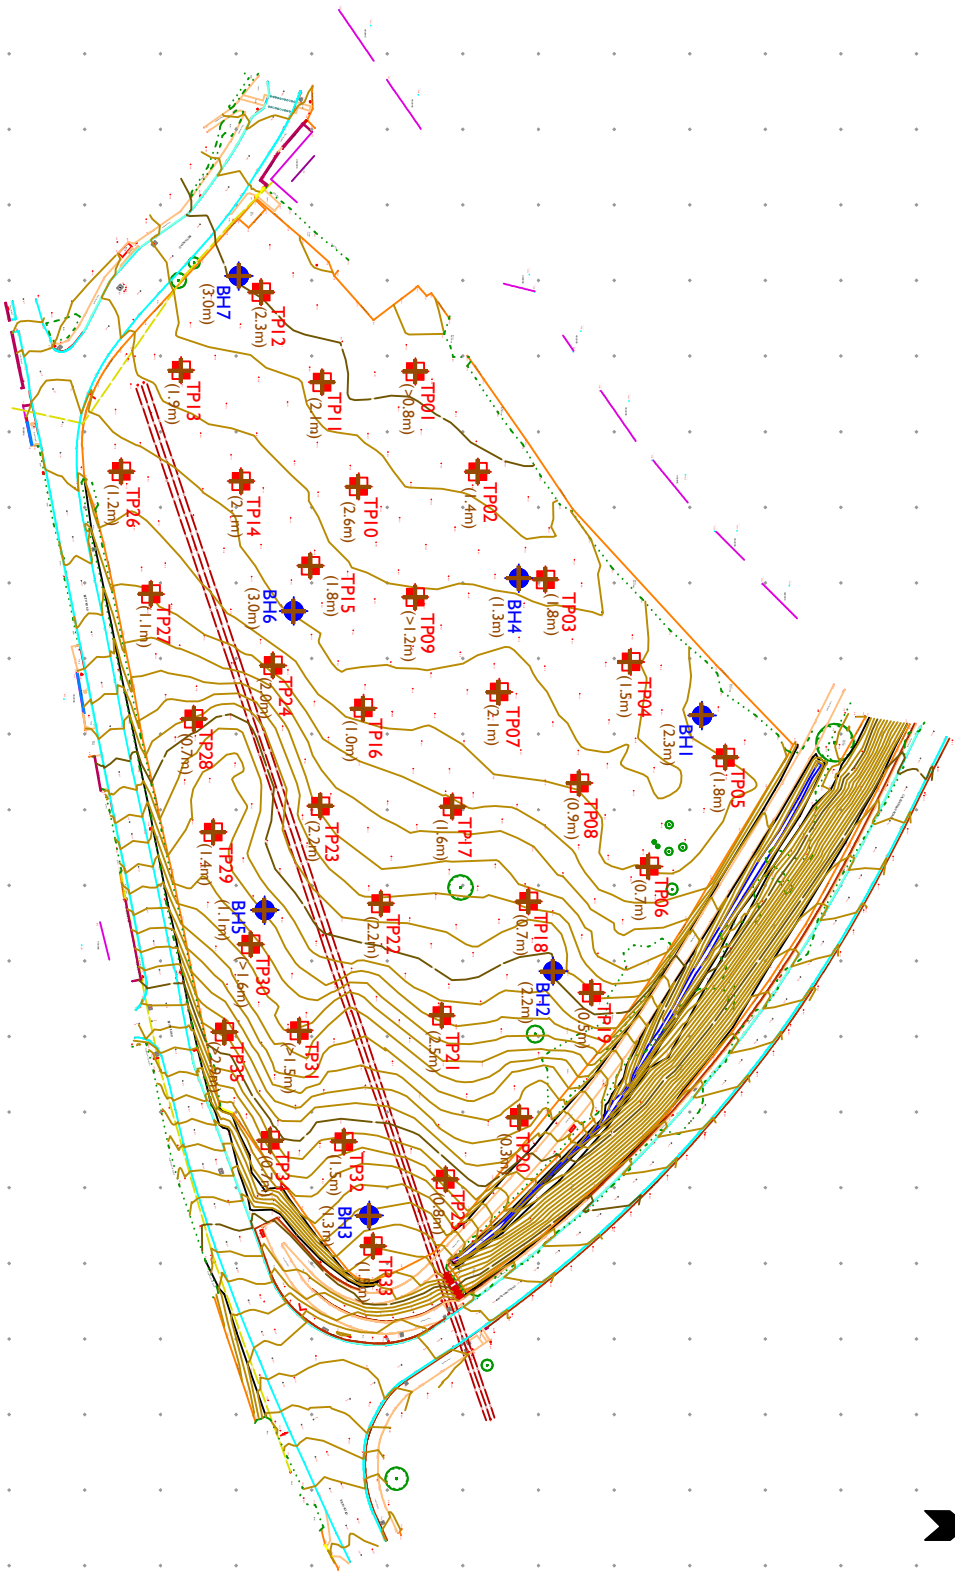 BH7
(3.0m)
TP12
(2.3m)
TP13
(1.9m)
TP11
(2.1m)
TP01
(>0.8m)
TP26
(1.2m)
TP14
(2.1m)
TP10
(2.6m)
TP02
(1.4m)
TP15
(1.8m)
BH6
(3.0m)
TP09
(>1.2m)
BH4
(1.3m)
TP03
(1.8m)
TP27
(1.1m)
TP24
(2.0m)
TP04
(1.5m)
TP28
(0.7m)
TP16
(1.0m)
TP07
(2.1m)
BH1
(2.3m)
TP05
(1.8m)
TP23
(2.2m)
TP17
(1.6m)
TP08
(0.9m)
TP29
(1.4m)
TP06
(0.7m)
BH5
(1.1m)
TP30
(>1.6m)
TP22
(2.2m)
TP18
(0.7m)
BH2
(2.2m)
TP19
(0.5m)
TP35
(>2.9m)
TP31
(>1.5m)
TP21
(2.5m)
TP34
TP32
(1.5m)
TP20
(0.3m)
TP25
(0.8m)
BH3
(1.3m)
TP33